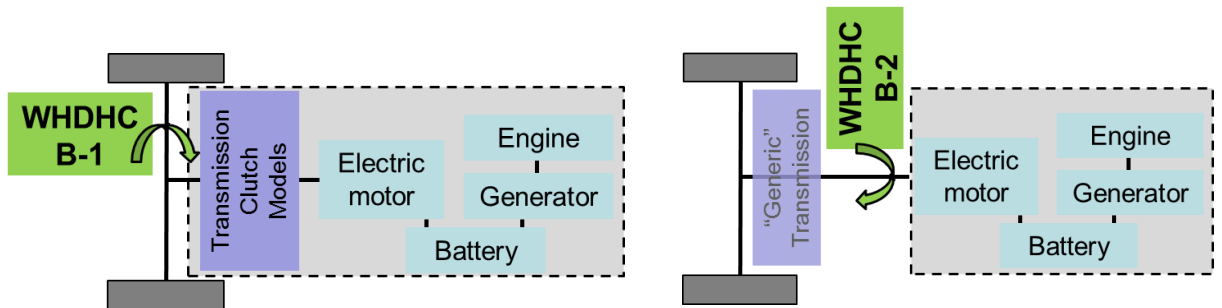 WHDHC
B-1
Transmission
Clutch
Models
Electric
motor
Engine
Generator
Battery
"Generic"
Transmission
WHDHC
B-2
Electric
motor
Engine
Generator
Battery